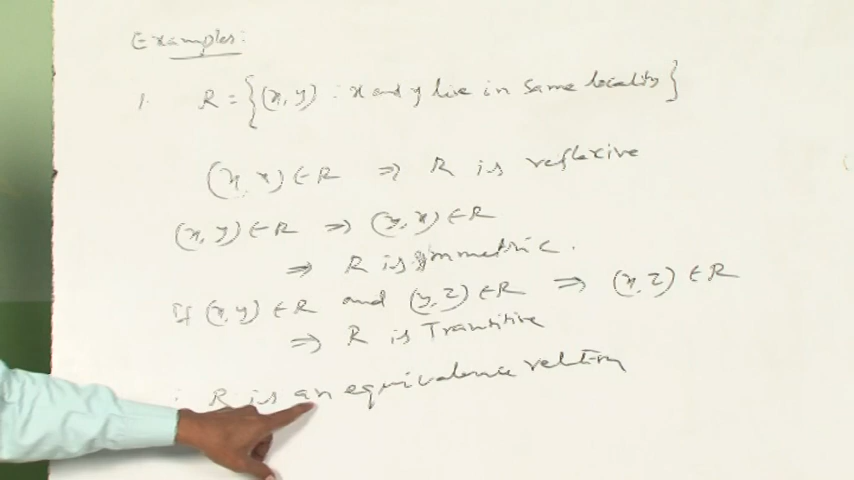 Examples:
1. R = {(x, y) : x and y live in same locality}
(x, x) ∈ R ⇒ R is reflexive
(x, y) ∈ R ⇒ (y, x) ∈ R
⇒ R is symmetric.
If (x, y) ∈ R and (y, z) ∈ R ⇒ (x, z) ∈ R
⇒ R is Transitive
∴ R is an equivalence relation